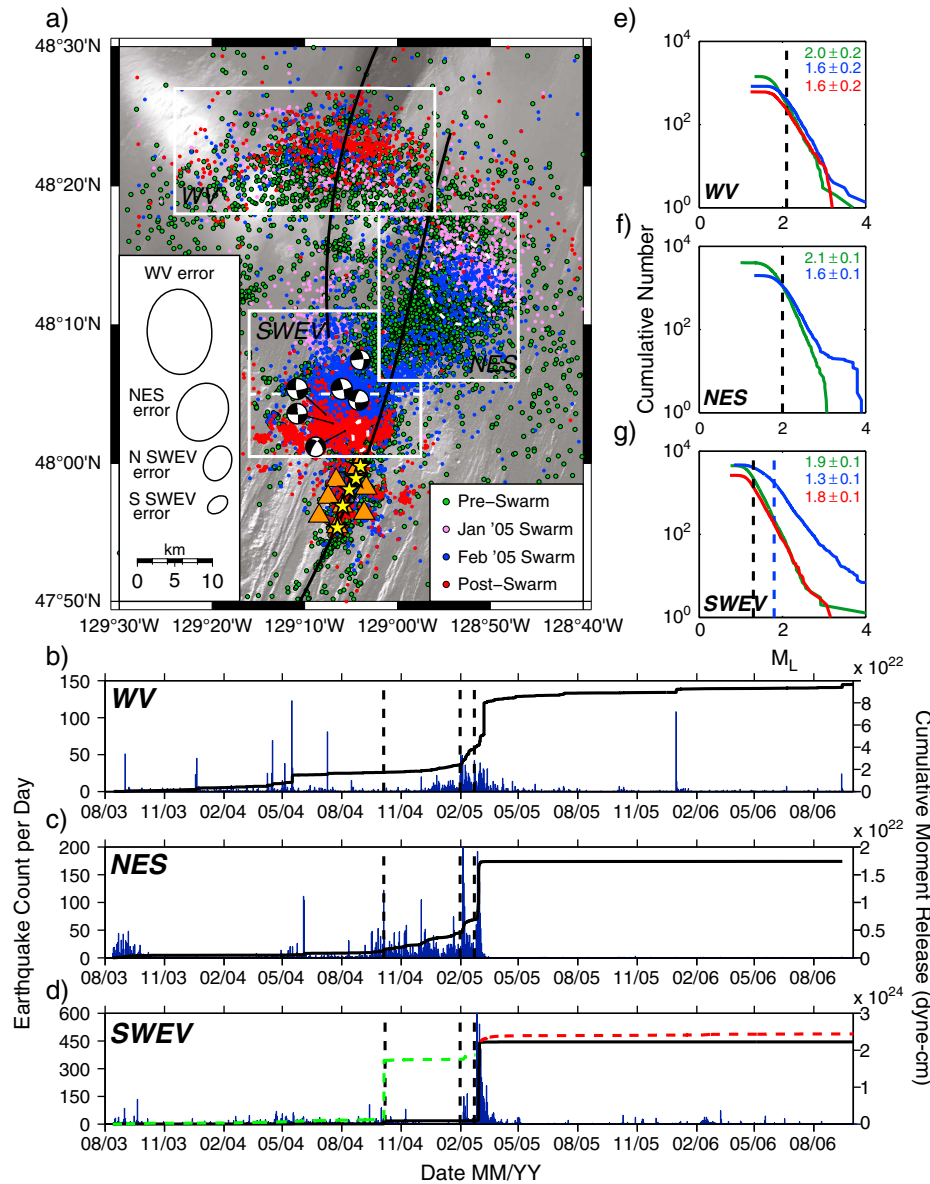 a)
48°30'N
48°20'N
48°10'N
48°00'N
47°50'N
129°30'W 129°20'W 129°10'W 129°00'W 128°50'W 128°40'W
WV
SWEV
NES
WV error
NES
error
N SWEV
error
S SWEV
error
km
0 5 10
Pre-Swarm
Jan '05 Swarm
Feb '05 Swarm
Post-Swarm
e)
10^4
10^2
10^0
2.0±0.2
1.6±0.2
1.6±0.2
WV
0 2 4
f)
10^4
10^2
10^0
2.1±0.1
1.6±0.1
NES
0 2 4
Cumulative Number
g)
10^4
10^2
10^0
1.9±0.1
1.3±0.1
1.8±0.1
SWEV
0 2 4
M_L
b)
WV
150
100
50
0
x 10^22
8
6
4
2
0
08/03 11/03 02/04 05/04 08/04 11/04 02/05 05/05 08/05 11/05 02/06 05/06 08/06
c)
NES
200
150
100
50
0
x 10^22
2
1.5
1
0.5
0
08/03 11/03 02/04 05/04 08/04 11/04 02/05 05/05 08/05 11/05 02/06 05/06 08/06
d)
SWEV
600
450
300
150
0
x 10^24
3
2
1
0
08/03 11/03 02/04 05/04 08/04 11/04 02/05 05/05 08/05 11/05 02/06 05/06 08/06
Earthquake Count per Day
Cumulative Moment Release (dyne-cm)
Date MM/YY